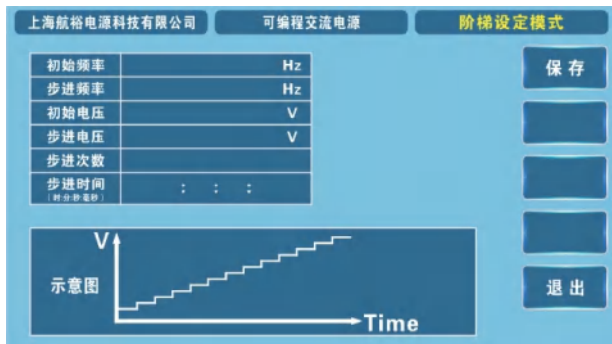 上海航裕电源科技有限公司 可编程交流电源 阶梯设定模式
初始频率 Hz
步进频率 Hz
初始电压 V
步进电压 V
步进次数
步进时间 : : :
(时:分:秒:毫秒)
保存
V
示意图
Time
退出